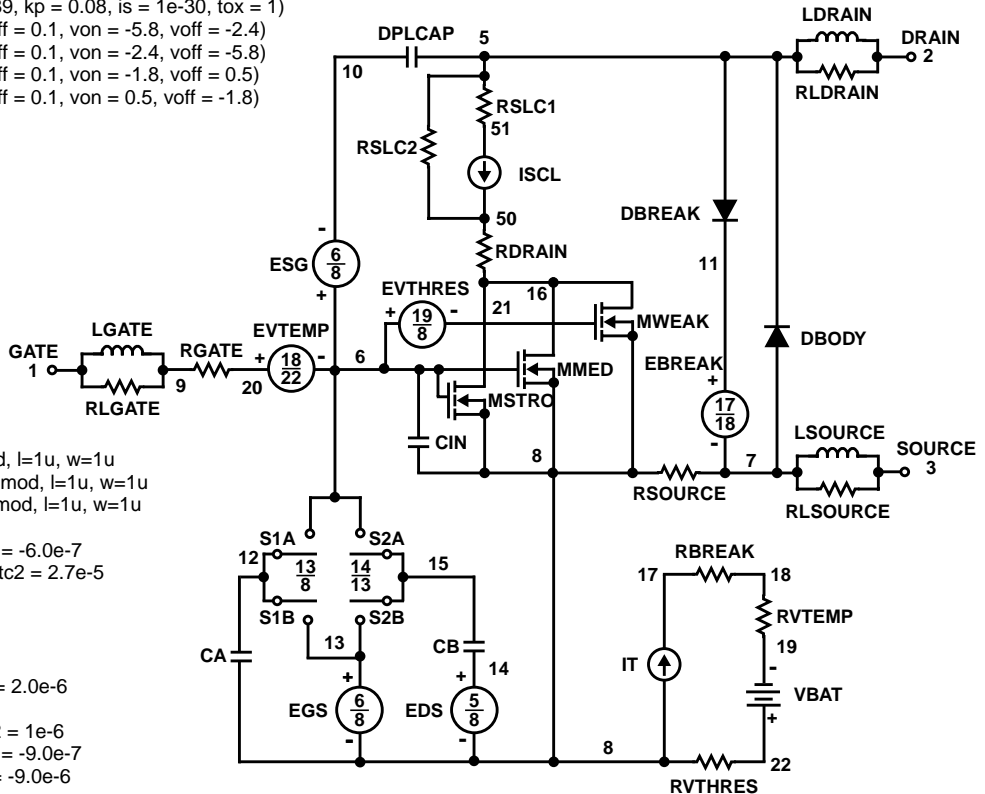 39, kp = 0.08, is = 1e-30, tox = 1)
ff = 0.1, von = -5.8, voff = -2.4)
ff = 0.1, von = -2.4, voff = -5.8)
ff = 0.1, von = -1.8, voff = 0.5)
ff = 0.1, von = 0.5, voff = -1.8)
DPLCAP
5
10
LDRAIN
DRAIN
2
RLDRAIN
RSLC1
51
RSLC2
ISCL
50
RDRAIN
DBREAK
11
-
ESG
6
8
+
EVTHRES
+
19
8
-
21
16
MWEAK
LGATE
GATE
1
RLGATE
9
RGATE
20
EVTEMP
+
18
22
-
6
MMED
MSTRO
EBREAK
+
17
18
-
DBODY
CIN
8
RSOURCE
7
LSOURCE
SOURCE
3
RLSOURCE
d, l=1u, w=1u
mod, l=1u, w=1u
mod, l=1u, w=1u
= -6.0e-7
tc2 = 2.7e-5
S1A
S2A
12
13
8
14
13
15
S1B
S2B
13
CA
CB
14
+
EGS
6
8
-
+
EDS
5
8
-
8
RBREAK
17
18
RVTEMP
19
IT
-
VBAT
+
22
RVTHRES
= 2.0e-6
2 = 1e-6
= -9.0e-7
= -9.0e-6